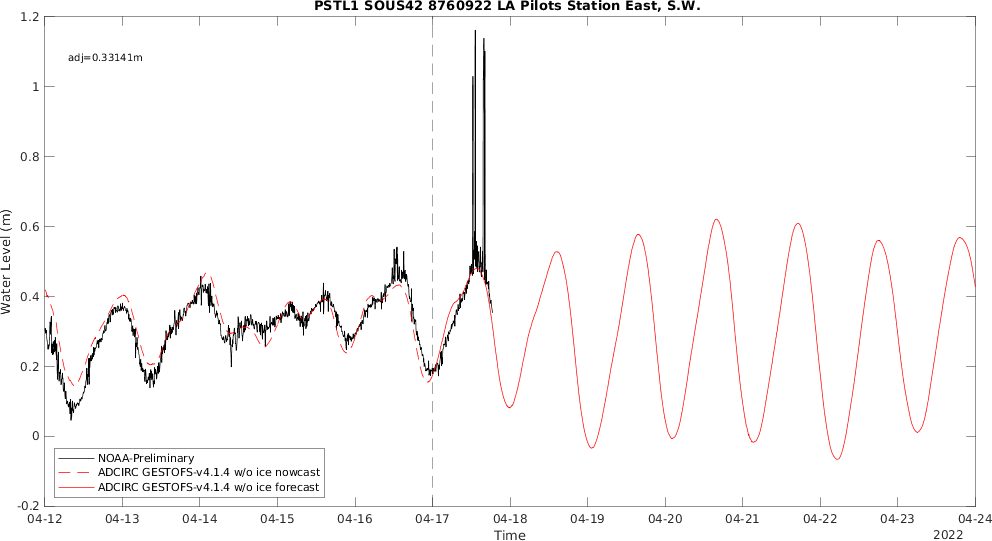 PSTL1 SOUS42 8760922 LA Pilots Station East, S.W.
adj=0.33141m
Water Level (m)
1.2
1
0.8
0.6
0.4
0.2
0
-0.2
NOAA-Preliminary
ADCIRC GESTOFS-v4.1.4 w/o ice nowcast
ADCIRC GESTOFS-v4.1.4 w/o ice forecast
04-12 04-13 04-14 04-15 04-16 04-17 04-18 04-19 04-20 04-21 04-22 04-23 04-24
Time
2022